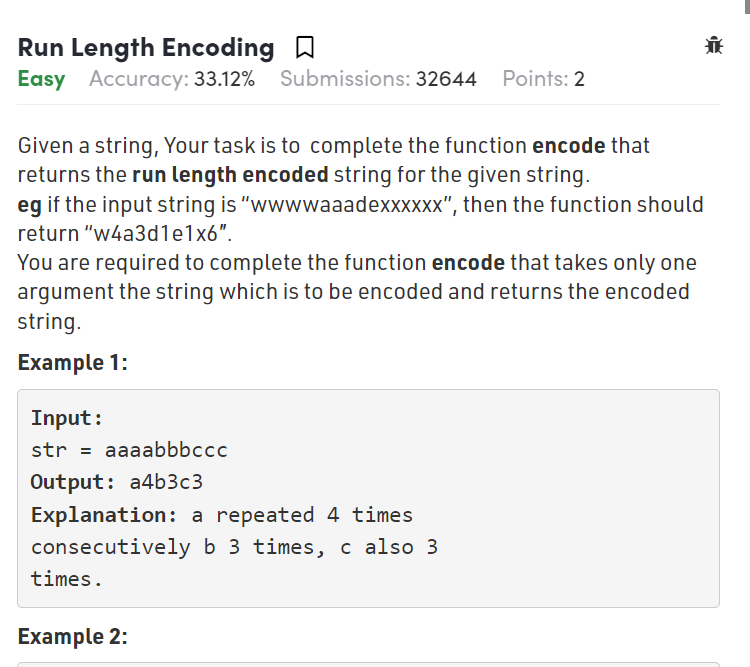 Run Length Encoding
Easy Accuracy: 33.12% Submissions: 32644 Points: 2
Given a string, Your task is to complete the function encode that
returns the run length encoded string for the given string.
eg if the input string is “wwwwaaadexxxxxx”, then the function should
return “w4a3d1e1x6”.
You are required to complete the function encode that takes only one
argument the string which is to be encoded and returns the encoded
string.
Example 1:
Input:
str = aaaabbbccc
Output: a4b3c3
Explanation: a repeated 4 times
consecutively b 3 times, c also 3
times.
Example 2: